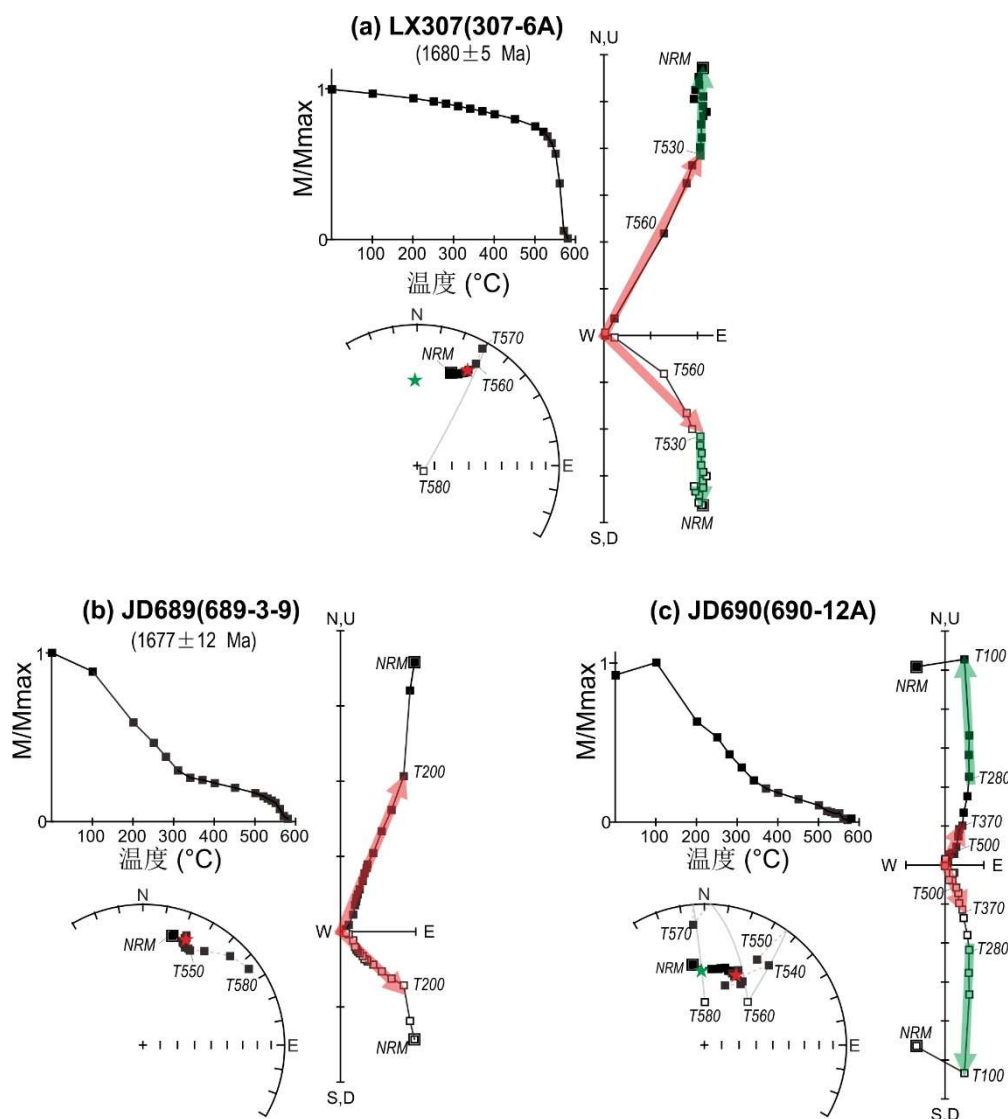 (a) LX307(307-6A)
(1680±5 Ma)
N,U
NRM
1
M/Mmax
T530
T560
0
100 200 300 400 500 600
温度 (°C)
W E
N
T570
NRM
T560
T560
T530
E
T580
NRM
S,D
(b) JD689(689-3-9)
(1677±12 Ma)
N,U
NRM
1
M/Mmax
T200
0
100 200 300 400 500 600
温度 (°C)
W E
N
NRM
T550
T580
T200
NRM
E
S,D
(c) JD690(690-12A)
N,U
T100
NRM
1
M/Mmax
T280
T370
T500
0
100 200 300 400 500 600
温度 (°C)
W E
T500
T370
N
T570
T550
T280
NRM
T540
T580
T560
NRM
E
T100
S,D